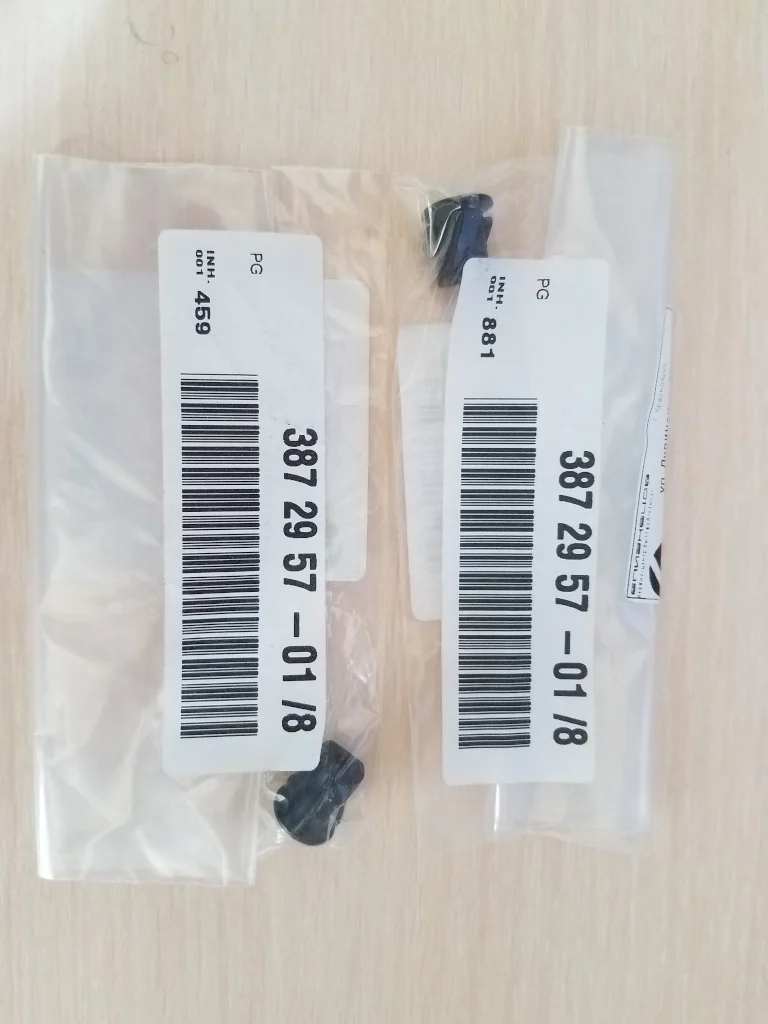 PG
INH. 459
001
387 29 57 – 01 /8
PG
INH. 881
001
387 29 57 – 01 /8